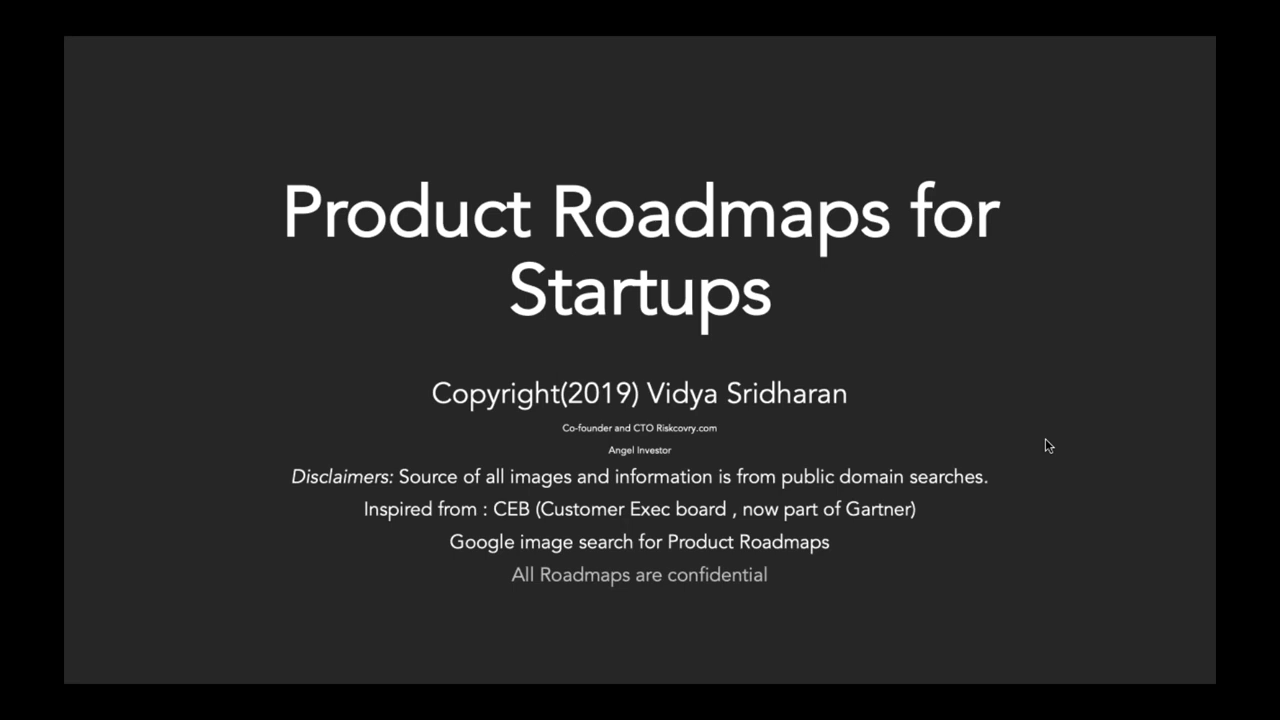 Product Roadmaps for
Startups
Copyright(2019) Vidya Sridharan
Co-founder and CTO Riskcovry.com
Angel Investor
Disclaimers: Source of all images and information is from public domain searches.
Inspired from : CEB (Customer Exec board , now part of Gartner)
Google image search for Product Roadmaps
All Roadmaps are confidential